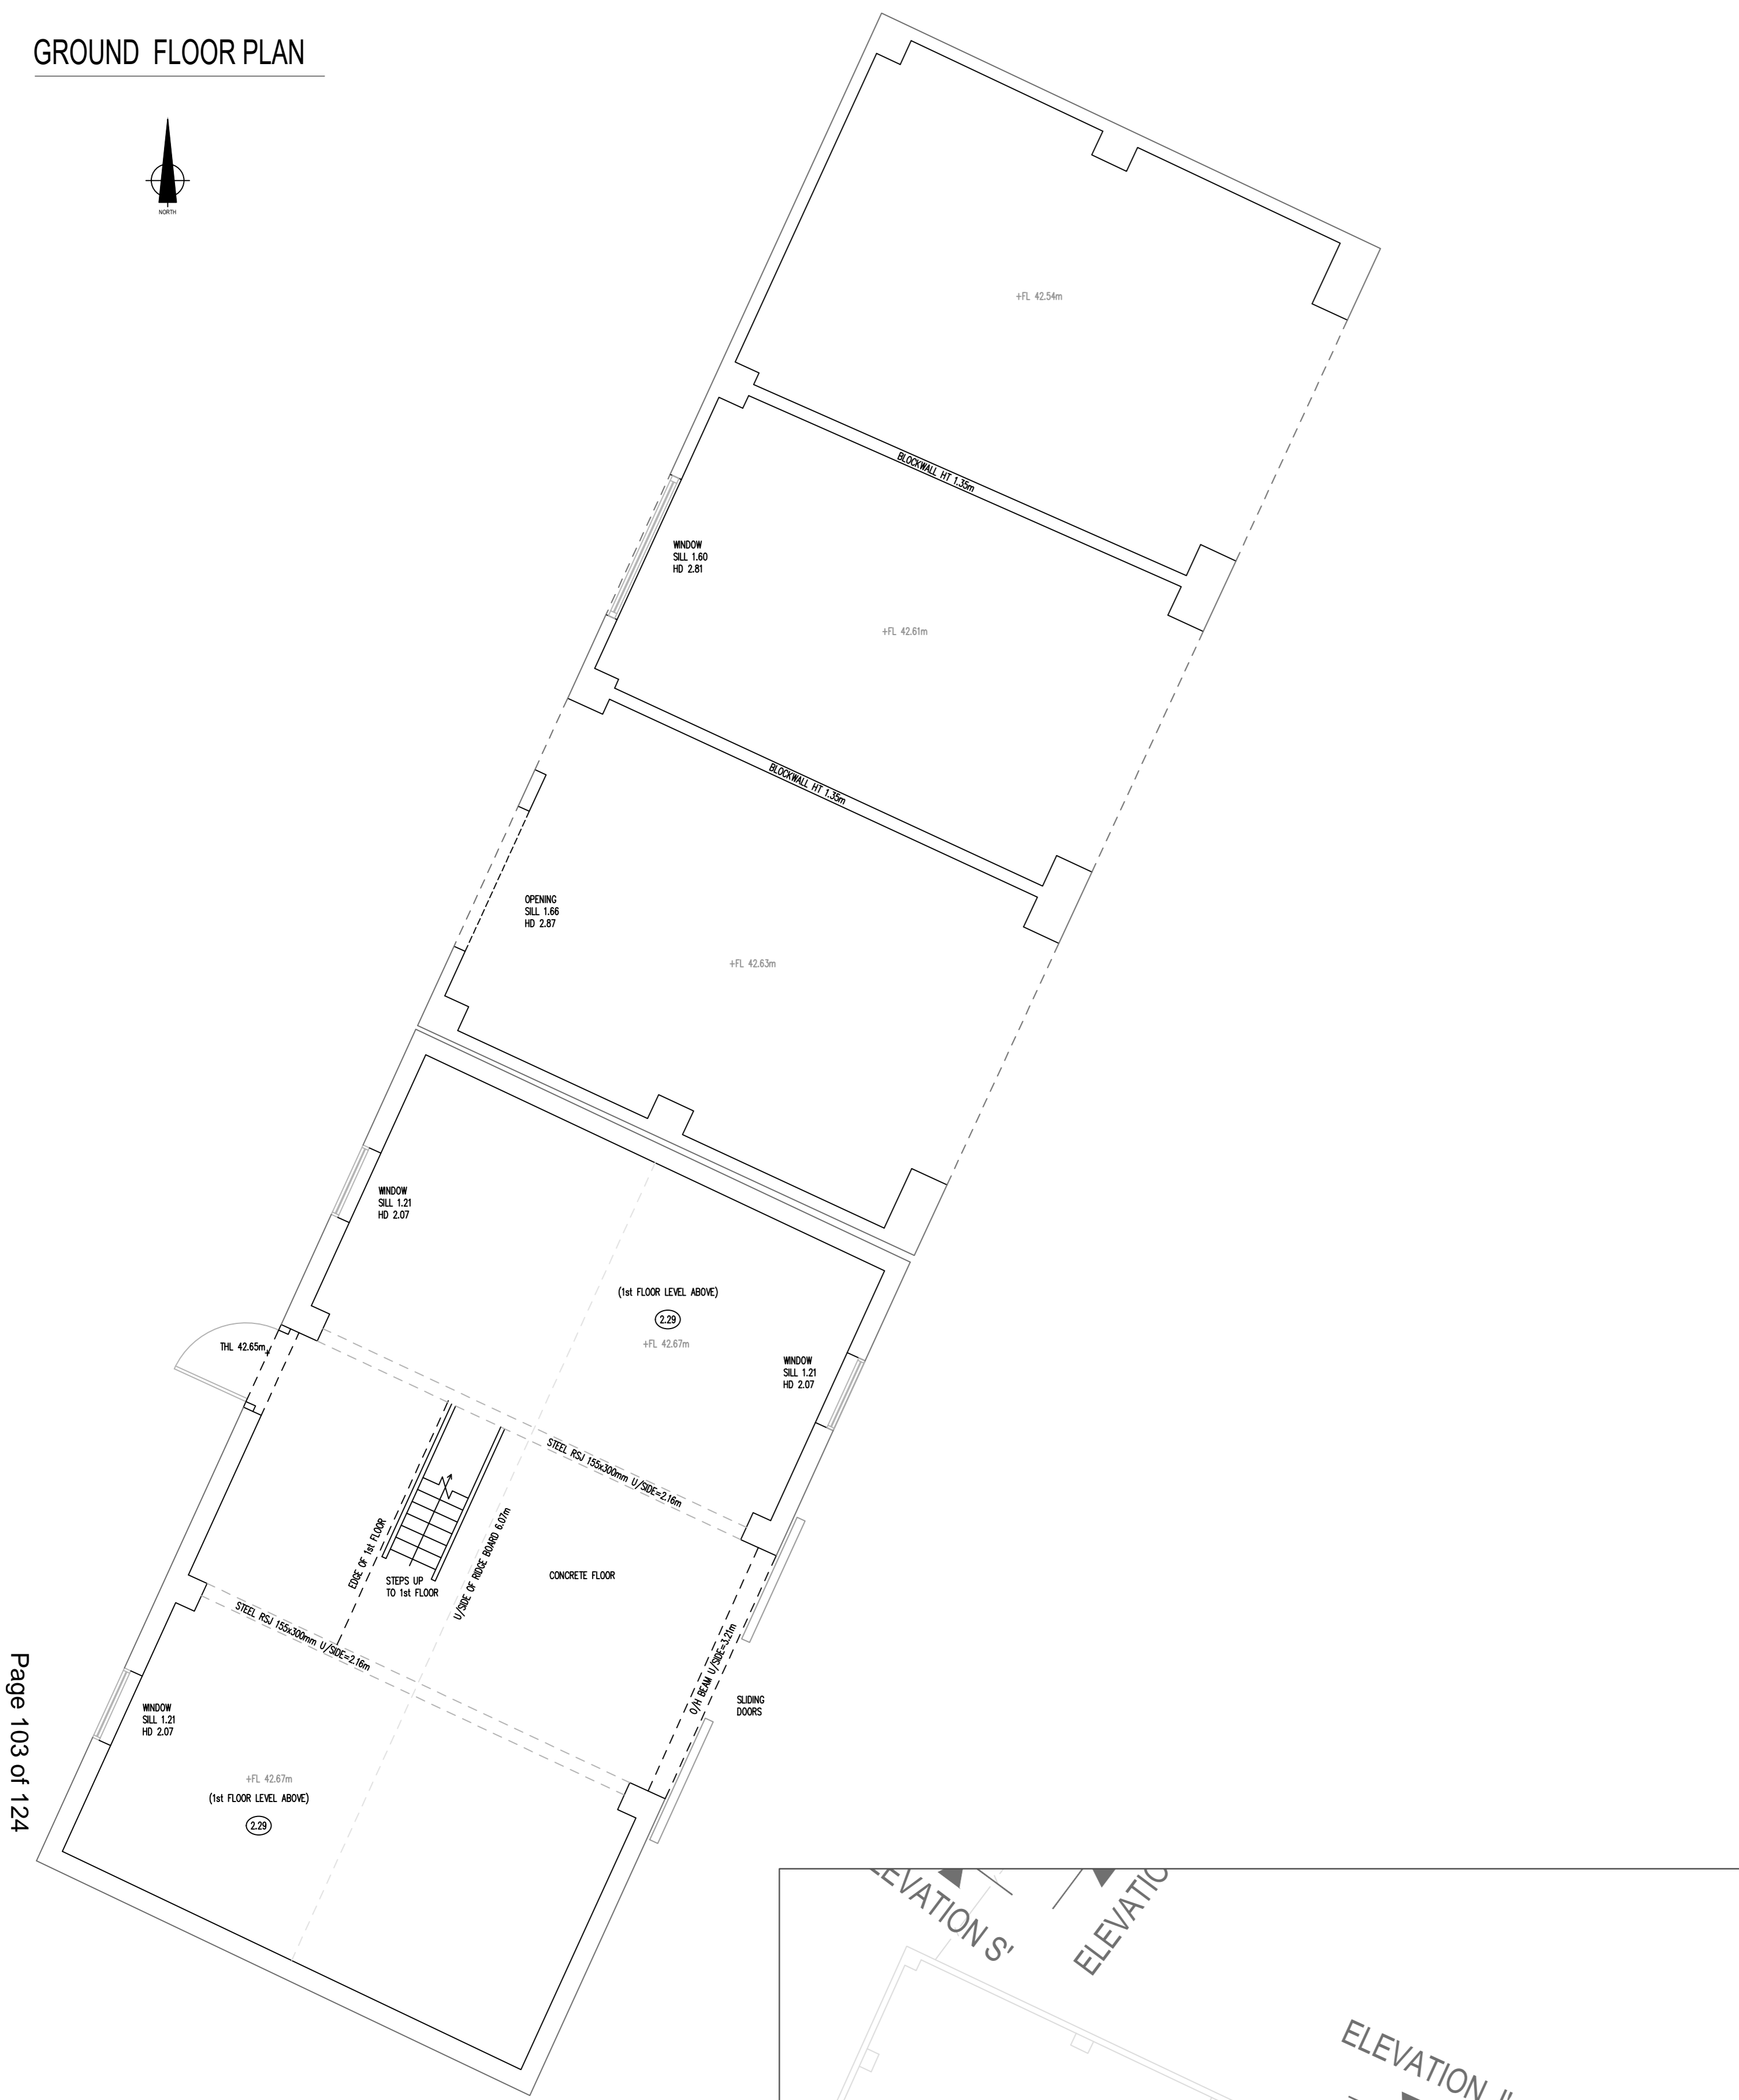 GROUND FLOOR PLAN
NORTH
+FL 42.54m
BLOCKWALL HT 1.35m
WINDOW
SILL 1.60
HD 2.81
+FL 42.61m
BLOCKWALL HT 1.35m
OPENING
SILL 1.66
HD 2.87
+FL 42.63m
WINDOW
SILL 1.21
HD 2.07
(1st FLOOR LEVEL ABOVE)
2.29
+FL 42.67m
THL 42.65m
WINDOW
SILL 1.21
HD 2.07
STEEL RSJ 155x300mm U/SIDE=2.16m
EDGE OF 1st FLOOR
U/SIDE OF RIDGE BOARD 6.07m
STEPS UP
TO 1st FLOOR
CONCRETE FLOOR
STEEL RSJ 155x300mm U/SIDE=2.16m
O/H BEAM U/SIDE=3.21m
SLIDING
DOORS
WINDOW
SILL 1.21
HD 2.07
+FL 42.67m
(1st FLOOR LEVEL ABOVE)
2.29
Page 103 of 124
ELEVATION S'
ELEVATIO
ELEVATION